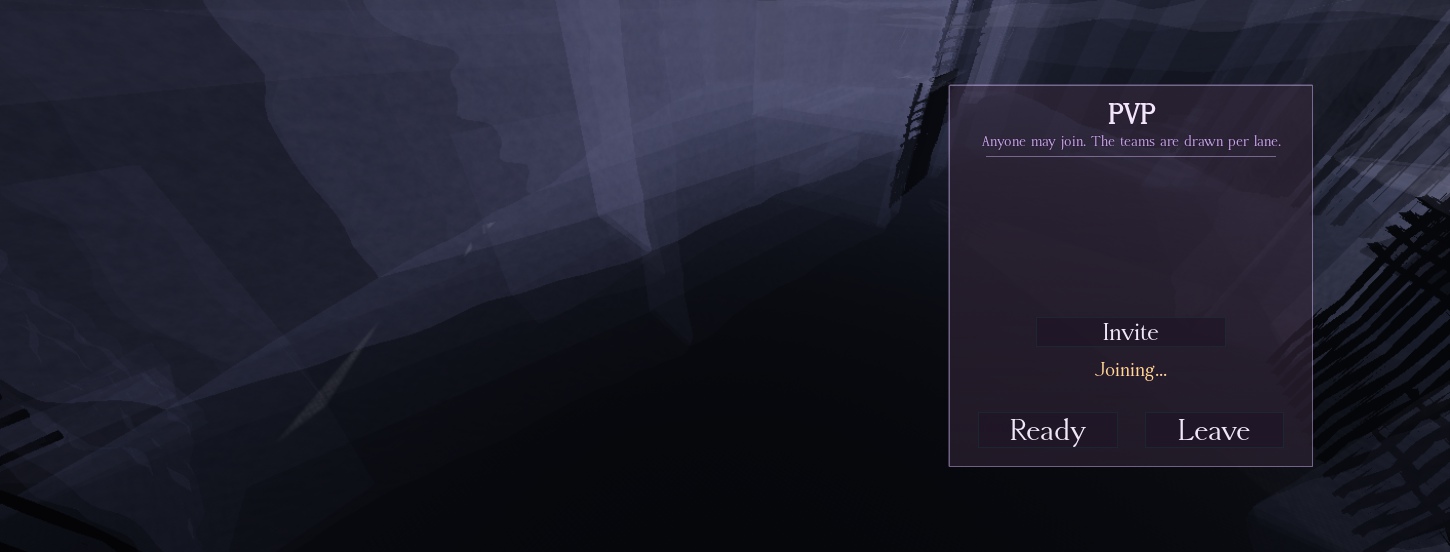 PVP
Anyone may join. The teams are drawn per lane.
Invite
Joining...
Ready
Leave